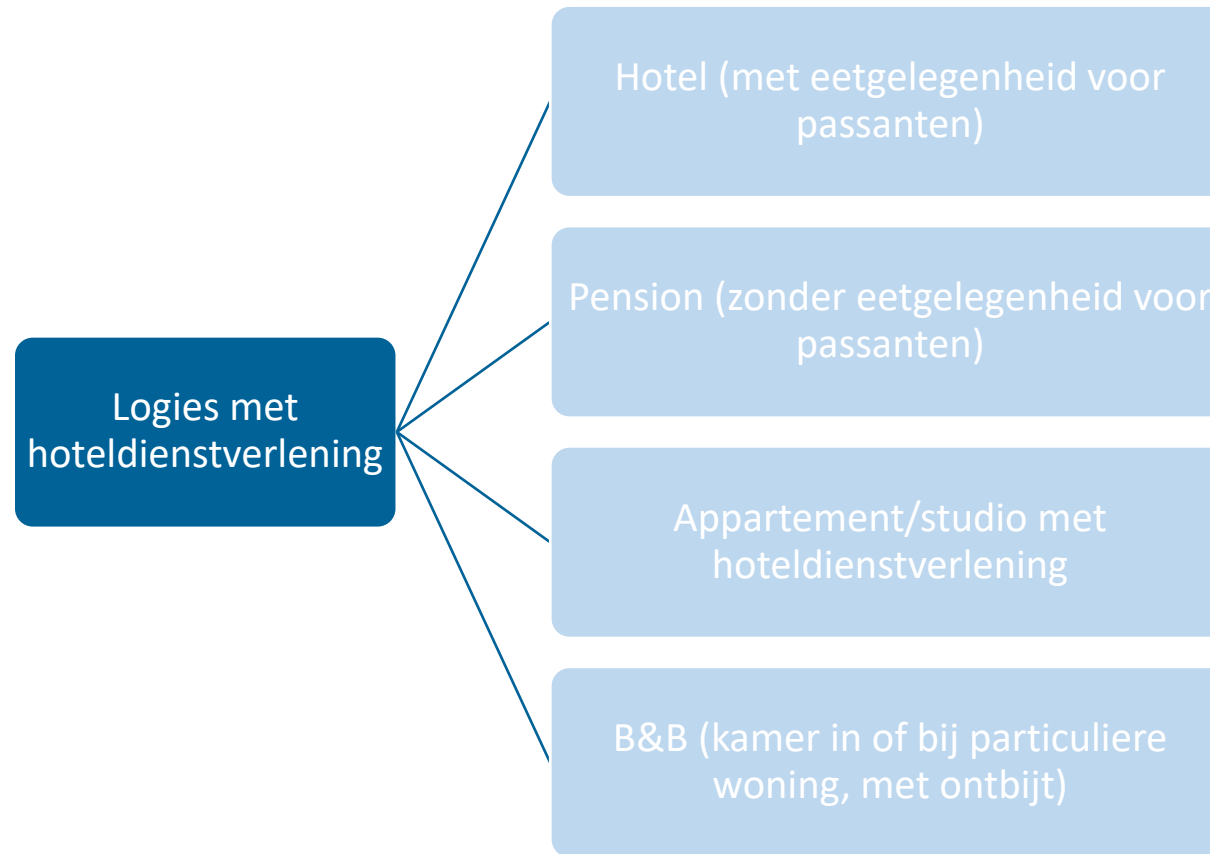 Hotel (met eetgelegenheid voor
passanten)
Pension (zonder eetgelegenheid voor
passanten)
Logies met
hoteldienstverlening
Appartement/studio met
hoteldienstverlening
B&B (kamer in of bij particuliere
woning, met ontbijt)